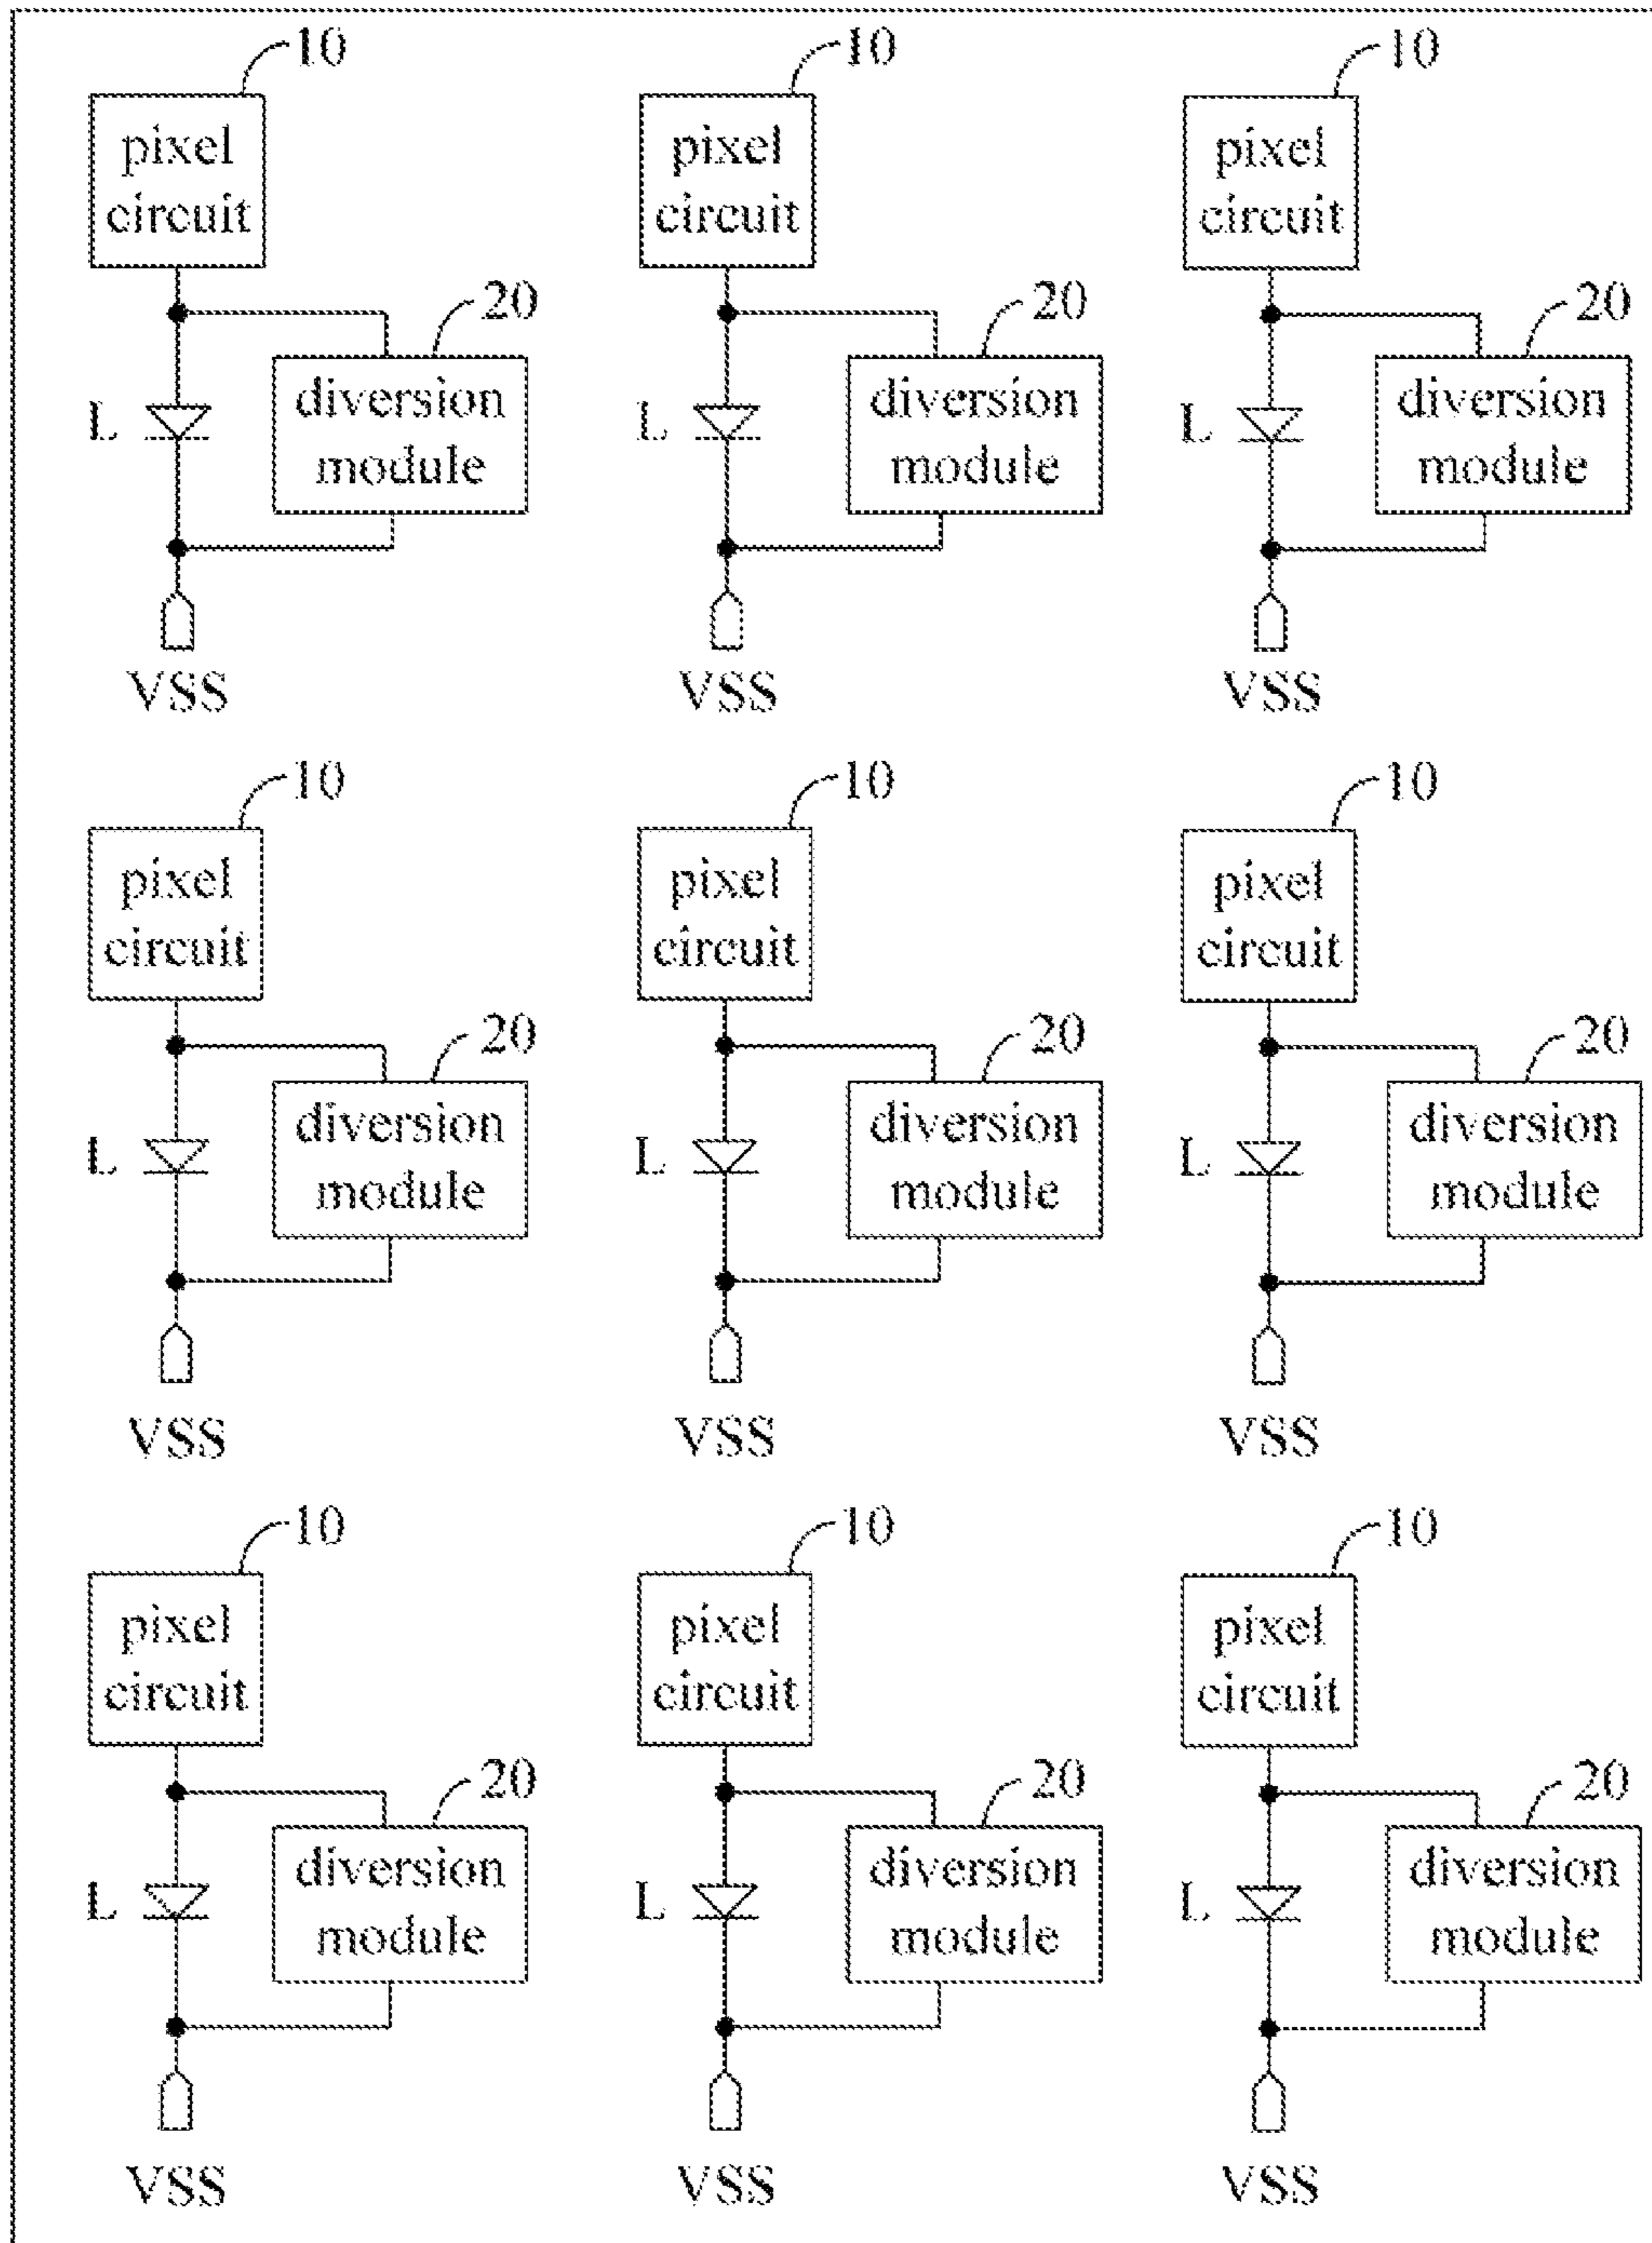 10 10 10
pixel pixel pixel
circuit circuit circuit
20 20 20
diversion diversion diversion
L L L
module module module
VSS VSS VSS
10 10 10
pixel pixel pixel
circuit circuit circuit
20 20 20
diversion diversion diversion
L L L
module module module
VSS VSS VSS
10 10 10
pixel pixel pixel
circuit circuit circuit
20 20 20
diversion diversion diversion
L L L
module module module
VSS VSS VSS